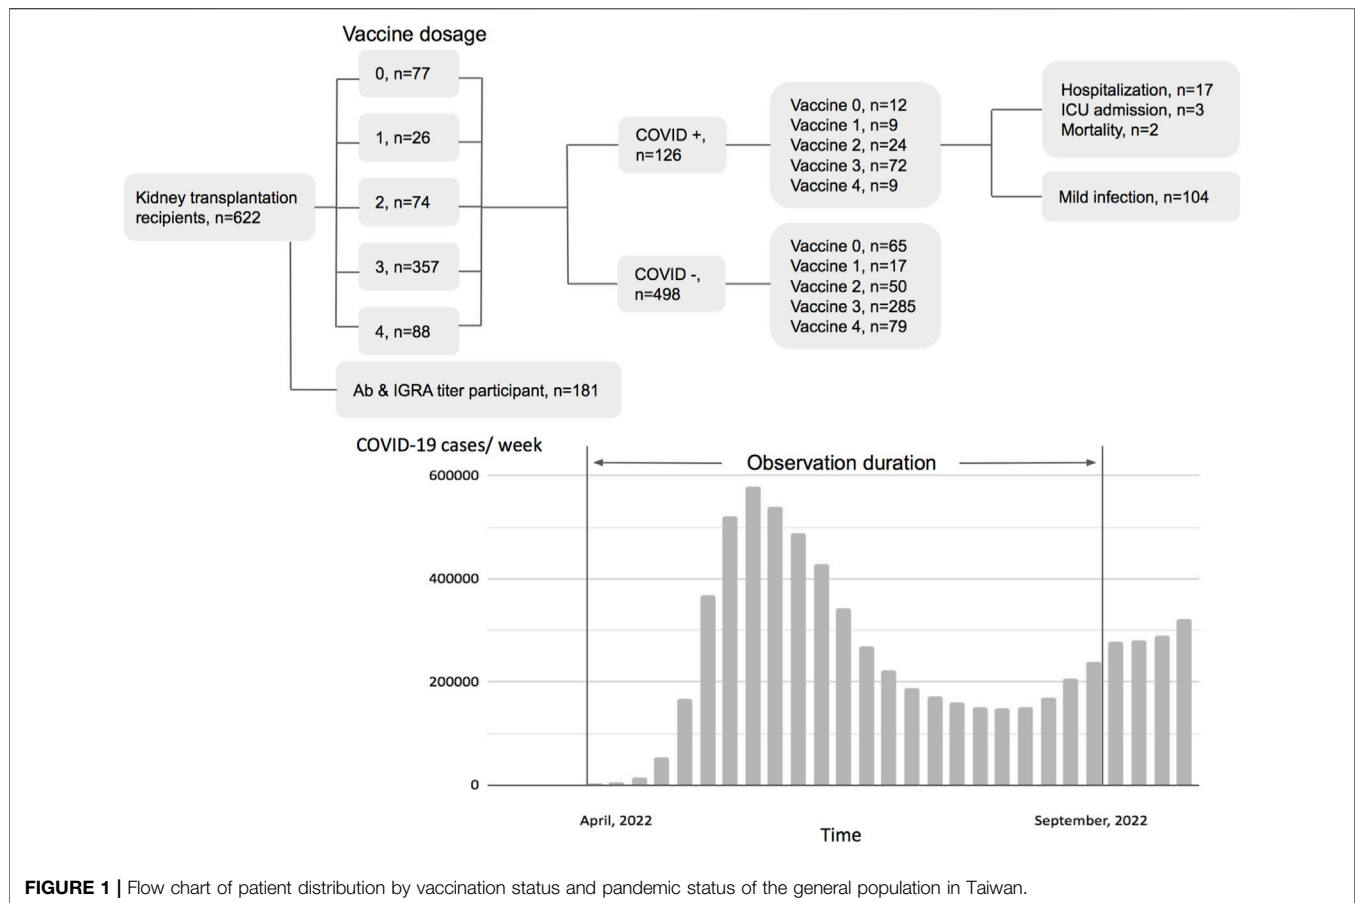 Vaccine dosage
0, n=77
1, n=26
2, n=74
3, n=357
4, n=88
Kidney transplantation
recipients, n=622
Ab & IGRA titer participant, n=181
COVID +,
n=126
COVID -,
n=498
Vaccine 0, n=12
Vaccine 1, n=9
Vaccine 2, n=24
Vaccine 3, n=72
Vaccine 4, n=9
Vaccine 0, n=65
Vaccine 1, n=17
Vaccine 2, n=50
Vaccine 3, n=285
Vaccine 4, n=79
Hospitalization, n=17
ICU admission, n=3
Mortality, n=2
Mild infection, n=104
COVID-19 cases/ week
Observation duration
600000
400000
200000
0
April, 2022
September, 2022
Time
FIGURE 1 | Flow chart of patient distribution by vaccination status and pandemic status of the general population in Taiwan.